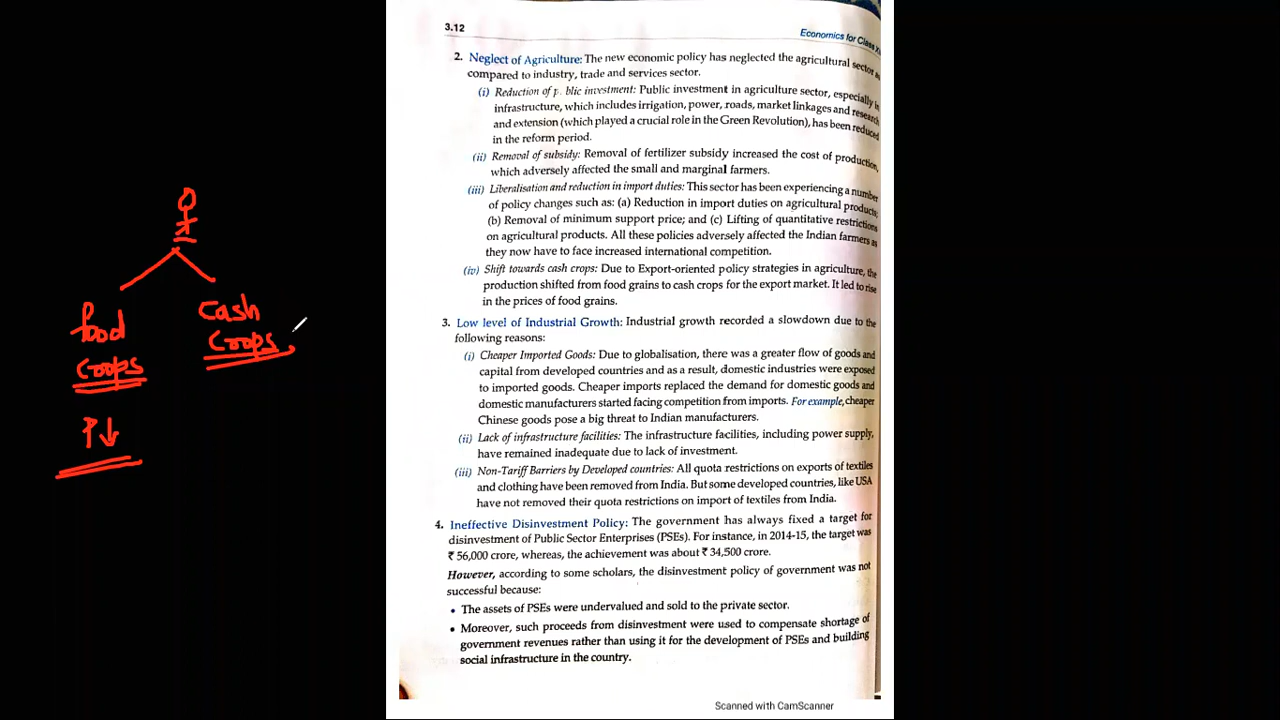 food
crops
P↓
cash
crops
3.12
Economics for Class
2. Neglect of Agriculture: The new economic policy has neglected the agricultural sector as
compared to industry, trade and services sector.
(i) Reduction of p blic investment: Public investment in agriculture sector, especially in
infrastructure, which includes irrigation, power, roads, market linkages and research
and extension (which played a crucial role in the Green Revolution), has been reduced
in the reform period.
(ii) Removal of subsidy: Removal of fertilizer subsidy increased the cost of production,
which adversely affected the small and marginal farmers.
(iii) Liberalisation and reduction in import duties: This sector has been experiencing a number
of policy changes such as: (a) Reduction in import duties on agricultural products;
(b) Removal of minimum support price; and (c) Lifting of quantitative restrictions
on agricultural products. All these policies adversely affected the Indian farmers as
they now have to face increased international competition.
(iv) Shift towards cash crops: Due to Export-oriented policy strategies in agriculture, the
production shifted from food grains to cash crops for the export market. It led to rise
in the prices of food grains.
3. Low level of Industrial Growth: Industrial growth recorded a slowdown due to the
following reasons:
(i) Cheaper Imported Goods: Due to globalisation, there was a greater flow of goods and
capital from developed countries and as a result, domestic industries were exposed
to imported goods. Cheaper imports replaced the demand for domestic goods and
domestic manufacturers started facing competition from imports. For example, cheaper
Chinese goods pose a big threat to Indian manufacturers.
(ii) Lack of infrastructure facilities: The infrastructure facilities, including power supply,
have remained inadequate due to lack of investment.
(iii) Non-Tariff Barriers by Developed countries: All quota restrictions on exports of textiles
and clothing have been removed from India. But some developed countries, like USA
have not removed their quota restrictions on import of textiles from India.
4. Ineffective Disinvestment Policy: The government has always fixed a target for
disinvestment of Public Sector Enterprises (PSEs). For instance, in 2014-15, the target was
₹ 56,000 crore, whereas, the achievement was about ₹ 34,500 crore.
However, according to some scholars, the disinvestment policy of government was not
successful because:
• The assets of PSEs were undervalued and sold to the private sector.
• Moreover, such proceeds from disinvestment were used to compensate shortage of
government revenues rather than using it for the development of PSEs and building
social infrastructure in the country.
Scanned with CamScanner